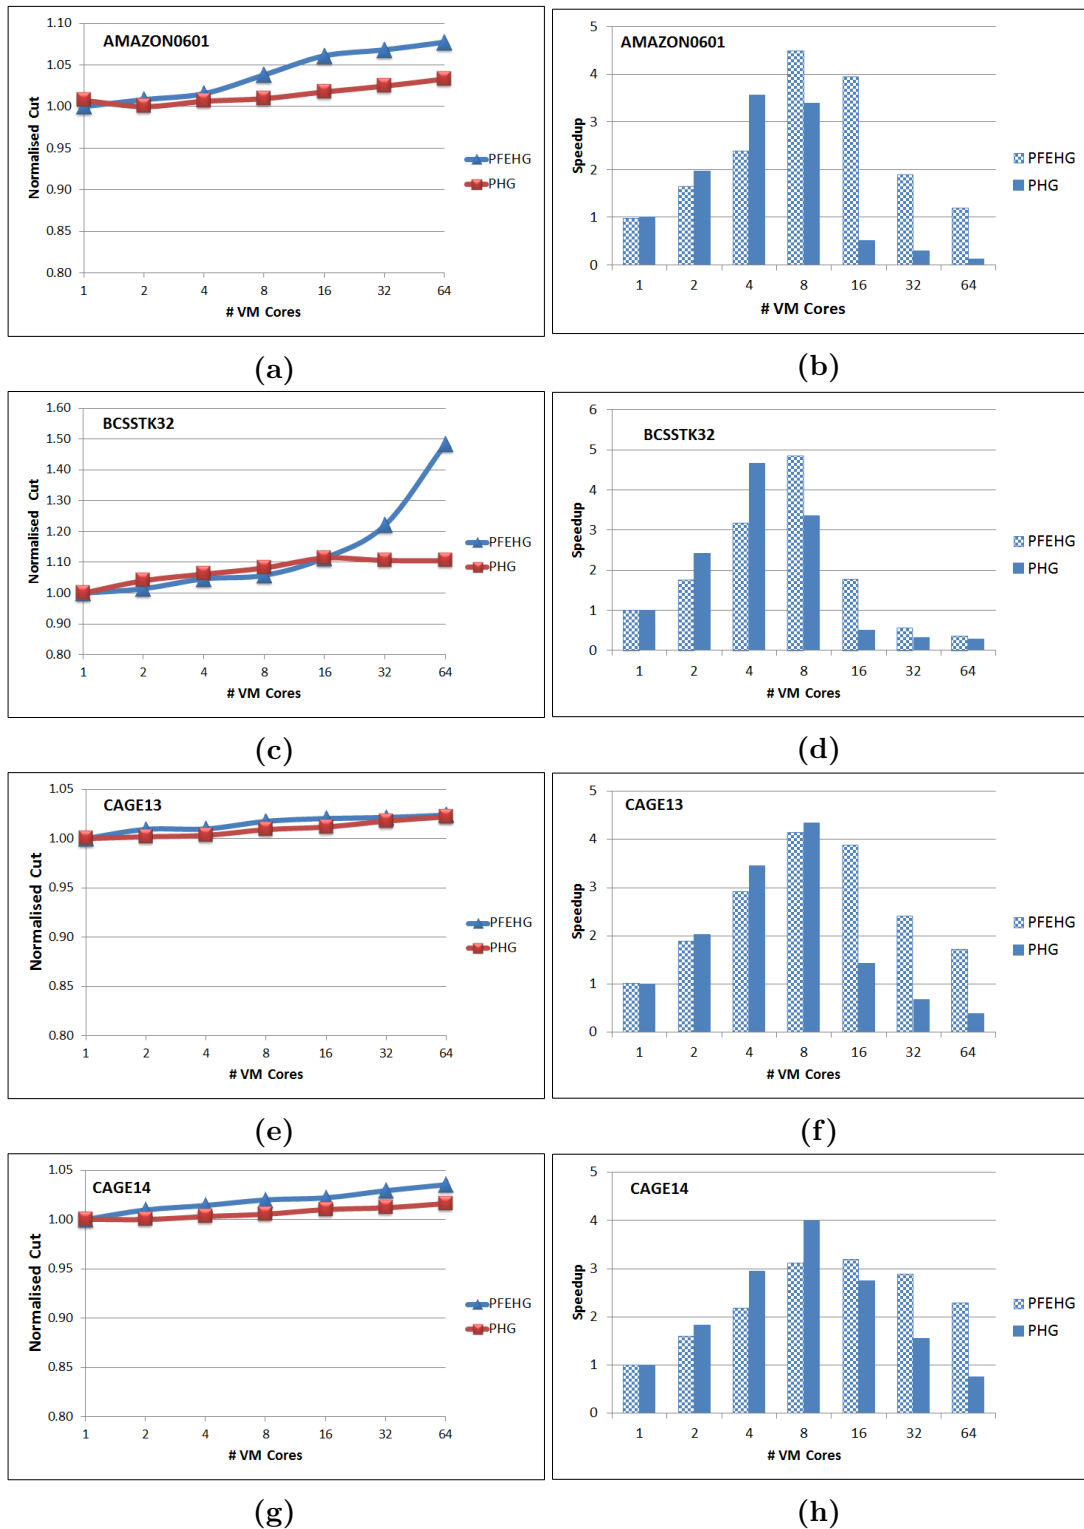 AMAZON0601
Normalised Cut
1.10
1.05
1.00
0.95
0.90
0.85
0.80
1 2 4 8 16 32 64
# VM Cores
PFEHG
PHG
(a)
AMAZON0601
Speedup
5
4
3
2
1
0
1 2 4 8 16 32 64
# VM Cores
PFEHG
PHG
(b)
BCSSTK32
Normalised Cut
1.60
1.50
1.40
1.30
1.20
1.10
1.00
0.90
0.80
1 2 4 8 16 32 64
# VM Cores
PFEHG
PHG
(c)
BCSSTK32
Speedup
6
5
4
3
2
1
0
1 2 4 8 16 32 64
# VM Cores
PFEHG
PHG
(d)
CAGE13
Normalised Cut
1.05
1.00
0.95
0.90
0.85
0.80
1 2 4 8 16 32 64
# VM Cores
PFEHG
PHG
(e)
CAGE13
Speedup
5
4
3
2
1
0
1 2 4 8 16 32 64
# VM Cores
PFEHG
PHG
(f)
CAGE14
Normalised Cut
1.05
1.00
0.95
0.90
0.85
0.80
1 2 4 8 16 32 64
# VM Cores
PFEHG
PHG
(g)
CAGE14
Speedup
5
4
3
2
1
0
1 2 4 8 16 32 64
# VM Cores
PFEHG
PHG
(h)